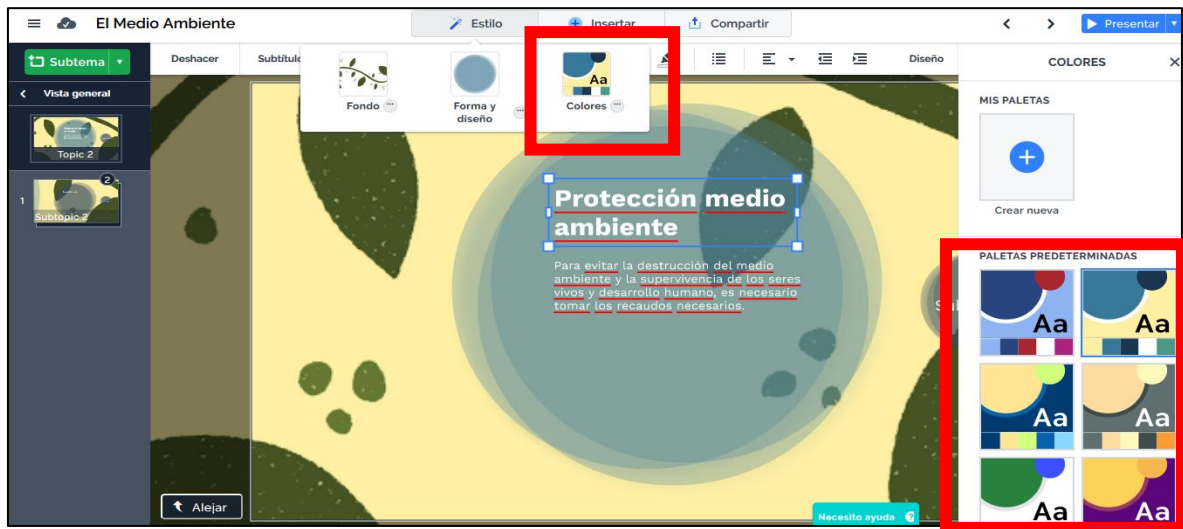 El Medio Ambiente
Estilo
Insertar
Compartir
Presentar
Subtema
Deshacer
Subtítulo
Diseño
COLORES
Vista general
Fondo
Forma y
diseño
Aa
Colores
MIS PALETAS
Crear nueva
Topic 2
2
1
Subtopic 2
Protección medio
ambiente
Para evitar la destrucción del medio
ambiente y la supervivencia de los seres
vivos y desarrollo humano, es necesario
tomar los recaudos necesarios.
PALETAS PREDETERMINADAS
Aa
Aa
Aa
Aa
Aa
Aa
Alejar
Necesito ayuda